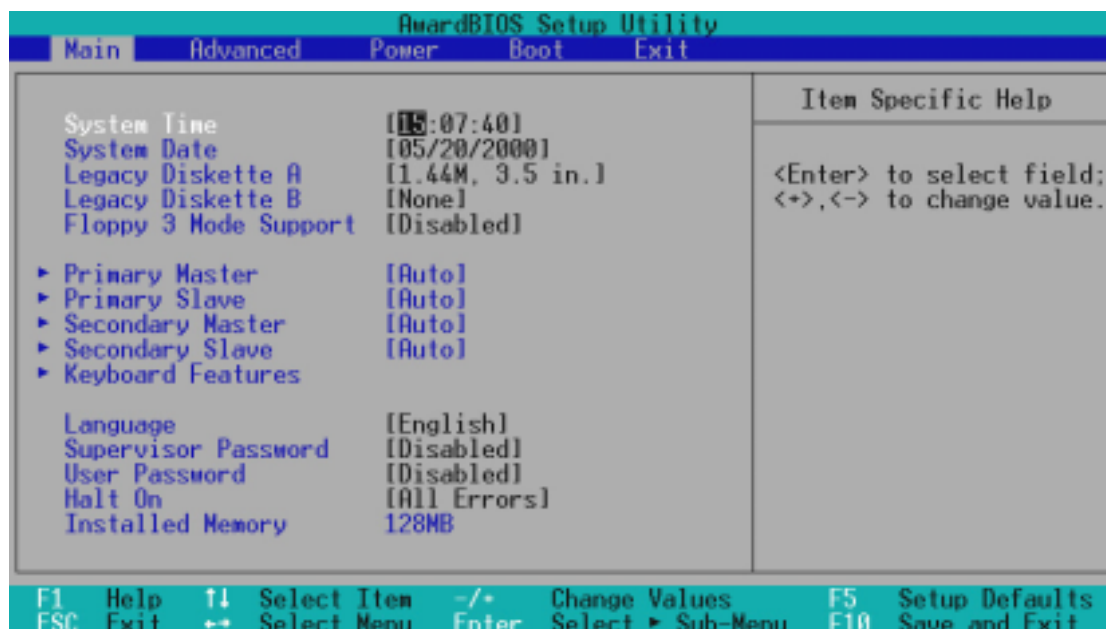 AwardBIOS Setup Utility
Main Advanced Power Boot Exit
System Time [15:07:40]
System Date [05/20/2000]
Legacy Diskette A [1.44M, 3.5 in.]
Legacy Diskette B [None]
Floppy 3 Mode Support [Disabled]
▸ Primary Master [Auto]
▸ Primary Slave [Auto]
▸ Secondary Master [Auto]
▸ Secondary Slave [Auto]
▸ Keyboard Features
Language [English]
Supervisor Password [Disabled]
User Password [Disabled]
Halt On [All Errors]
Installed Memory 128MB
Item Specific Help
<Enter> to select field;
<+>,<-> to change value.
F1 Help ↑↓ Select Item -/+ Change Values F5 Setup Defaults
ESC Exit ←→ Select Menu Enter Select ▸ Sub-Menu F10 Save and Exit